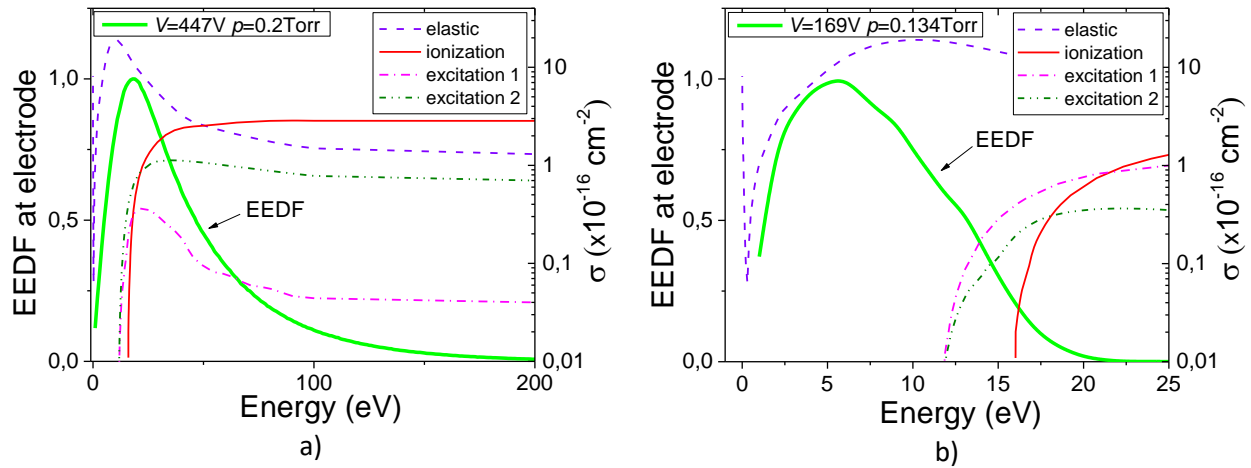 V=447V p=0.2Torr
elastic
ionization
excitation 1
excitation 2
EEDF at electrode
1,0
0,5
0,0
EEDF
10
1
0,1
0,01
σ (x10⁻¹⁶ cm⁻²)
0
50
100
150
200
Energy (eV)
a)
V=169V p=0.134Torr
elastic
ionization
excitation 1
excitation 2
EEDF at electrode
1,0
0,5
0,0
EEDF
10
1
0,1
0,01
σ (x10⁻¹⁶ cm⁻²)
0
5
10
15
20
25
Energy (eV)
b)